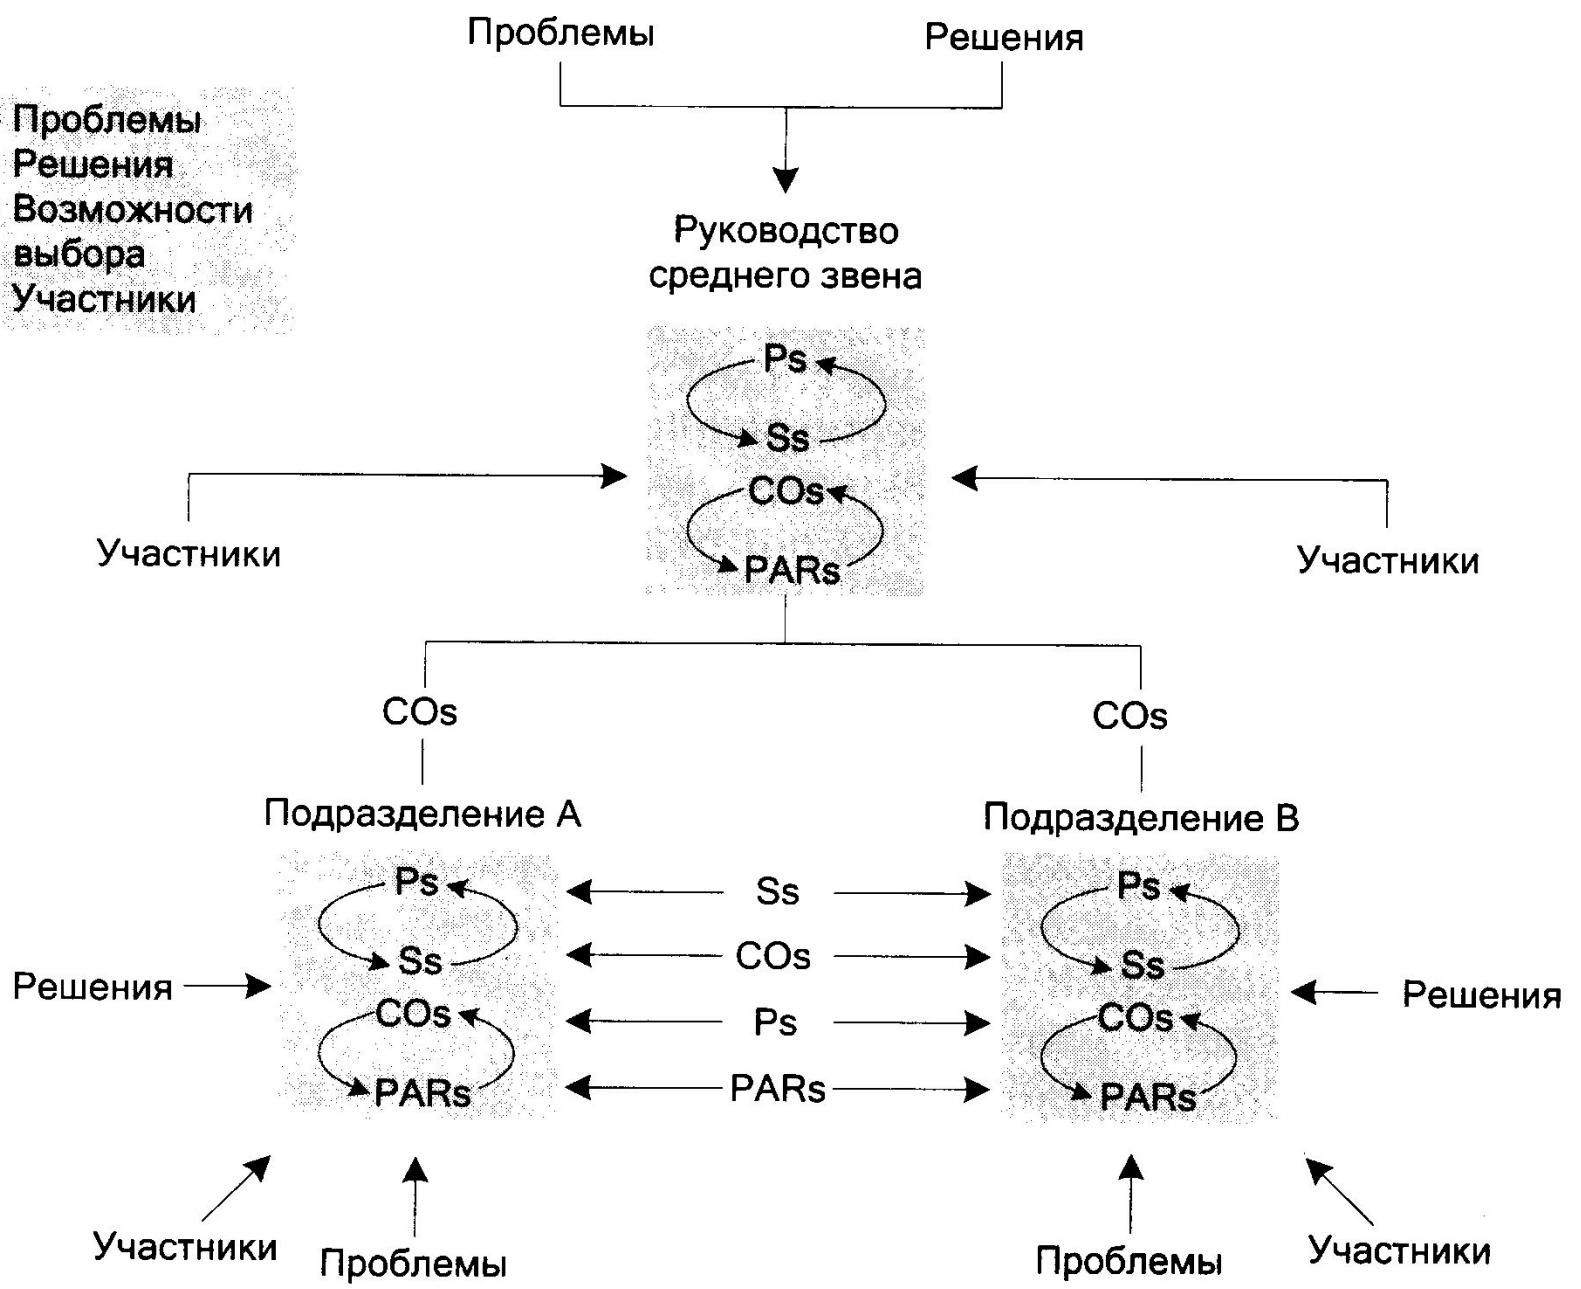 Проблемы
Решения
Проблемы
Решения
Возможности
выбора
Участники
Руководство
среднего звена
Ps
Ss
COs
PARs
Участники
Участники
COs
COs
Подразделение А
Подразделение В
Ps
Ss
COs
PARs
Ss
COs
Ps
PARs
Ps
Ss
COs
PARs
Решения
Решения
Участники
Проблемы
Проблемы
Участники